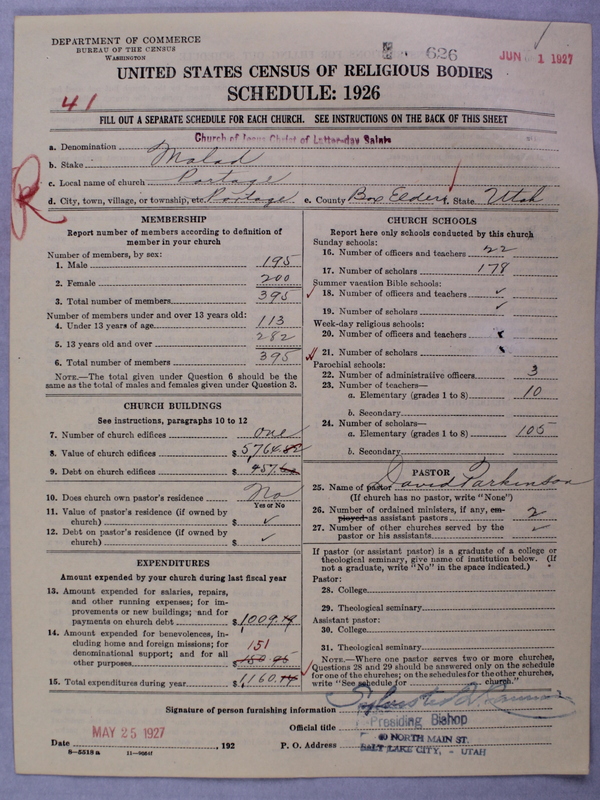 DEPARTMENT OF COMMERCE
BUREAU OF THE CENSUS
WASHINGTON
626
JUN 1 1927
UNITED STATES CENSUS OF RELIGIOUS BODIES
SCHEDULE: 1926
41
FILL OUT A SEPARATE SCHEDULE FOR EACH CHURCH. SEE INSTRUCTIONS ON THE BACK OF THIS SHEET
a. Denomination Church of Jesus Christ of Latter-day Saints
b. Stake Malad
c. Local name of church Portage
d. City, town, village, or township, etc. Portage e. County Box Elder, State Utah
MEMBERSHIP
Report number of members according to definition of
member in your church
Number of members, by sex:
1. Male 195
2. Female 200
3. Total number of members 395
Number of members under and over 13 years old:
4. Under 13 years of age 113
5. 13 years old and over 282
6. Total number of members 395
NOTE.—The total given under Question 6 should be the
same as the total of males and females given under Question 3.
CHURCH BUILDINGS
See instructions, paragraphs 10 to 12
7. Number of church edifices one
8. Value of church edifices $ 5,764.82
9. Debt on church edifices $ 457.
10. Does church own pastor's residence No
Yes or No
11. Value of pastor's residence (if owned by
church) $ ✓
12. Debt on pastor's residence (if owned by
church) $ ✓
EXPENDITURES
Amount expended by your church during last fiscal year
13. Amount expended for salaries, repairs,
and other running expenses; for im-
provements or new buildings; and for
payments on church debt $ 1009.
14. Amount expended for benevolences, in-
cluding home and foreign missions; for
denominational support; and for all
other purposes $ 151
15. Total expenditures during year $ 1,160.
CHURCH SCHOOLS
Report here only schools conducted by this church
Sunday schools:
16. Number of officers and teachers 22
17. Number of scholars 178
Summer vacation Bible schools:
18. Number of officers and teachers ✓
19. Number of scholars ✓
Week-day religious schools:
20. Number of officers and teachers
21. Number of scholars
Parochial schools:
22. Number of administrative officers 3
23. Number of teachers—
a. Elementary (grades 1 to 8) 10
b. Secondary
24. Number of scholars—
a. Elementary (grades 1 to 8) 105
b. Secondary
PASTOR
25. Name of pastor David Parkinson
(If church has no pastor, write "None")
26. Number of ordained ministers, if any, em-
ployed as assistant pastors 2
27. Number of other churches served by the
pastor or his assistants ✓
If pastor (or assistant pastor) is a graduate of a college or
theological seminary, give name of institution below. (If
not a graduate, write "No" in the space indicated.)
Pastor:
28. College
29. Theological seminary
Assistant pastor:
30. College
31. Theological seminary
NOTE.—Where one pastor serves two or more churches,
Questions 28 and 29 should be answered only on the schedule
for one of the churches; on the schedules for the other churches,
write "See schedule for church."
Signature of person furnishing information
Official title Presiding Bishop
Date MAY 25 1927, 192 P. O. Address 40 NORTH MAIN ST.
SALT LAKE CITY, - UTAH